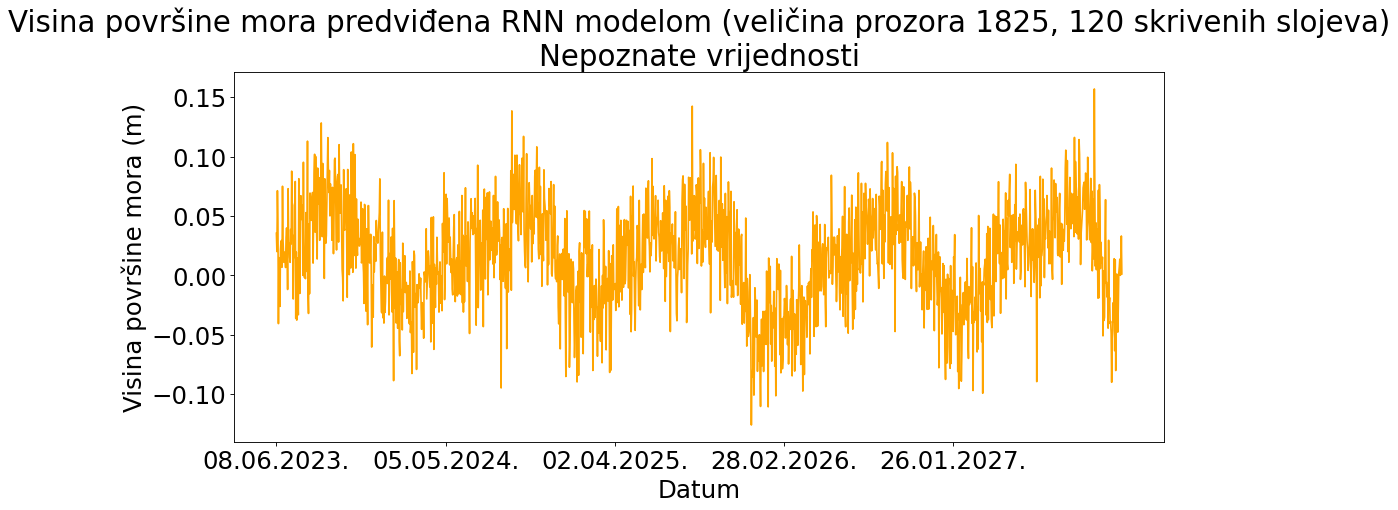 Visina površine mora predviđena RNN modelom (veličina prozora 1825, 120 skrivenih slojeva)
Nepoznate vrijednosti
Visina površine mora (m)
0.15
0.10
0.05
0.00
−0.05
−0.10
08.06.2023. 05.05.2024. 02.04.2025. 28.02.2026. 26.01.2027.
Datum